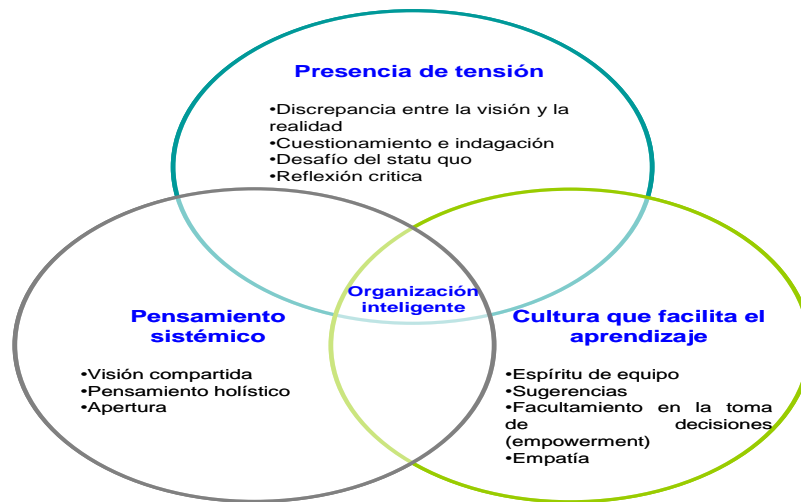 Presencia de tensión
•Discrepancia entre la visión y la
realidad
•Cuestionamiento e indagación
•Desafío del statu quo
•Reflexión critica
Organización
inteligente
Pensamiento
sistémico
•Visión compartida
•Pensamiento holístico
•Apertura
Cultura que facilita el
aprendizaje
•Espíritu de equipo
•Sugerencias
•Facultamiento en la toma
de decisiones
(empowerment)
•Empatía